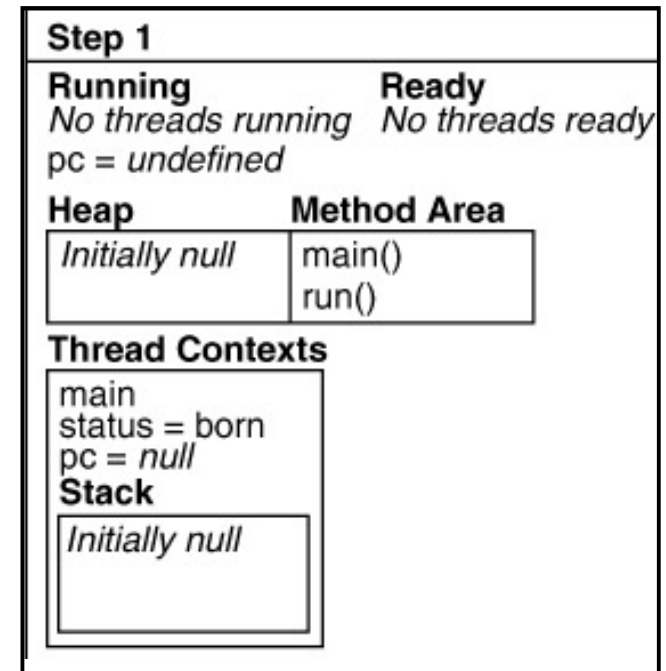 Step 1
Running Ready
No threads running No threads ready
pc = undefined
Heap Method Area
Initially null main()
run()
Thread Contexts
main
status = born
pc = null
Stack
Initially null